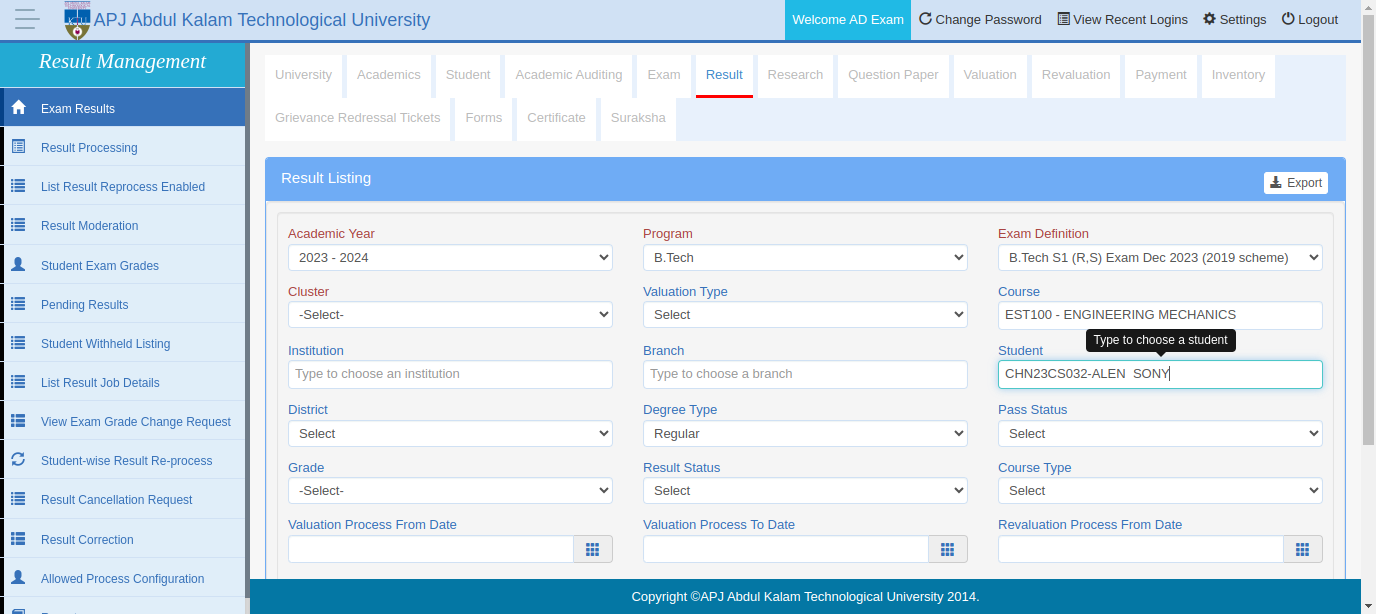 APJ Abdul Kalam Technological University
Welcome AD Exam Change Password View Recent Logins Settings Logout
Result Management
Exam Results
Result Processing
List Result Reprocess Enabled
Result Moderation
Student Exam Grades
Pending Results
Student Withheld Listing
List Result Job Details
View Exam Grade Change Request
Student-wise Result Re-process
Result Cancellation Request
Result Correction
Allowed Process Configuration
University Academics Student Academic Auditing Exam Result Research Question Paper Valuation Revaluation Payment Inventory
Grievance Redressal Tickets Forms Certificate Suraksha
Result Listing Export
Academic Year Program Exam Definition
2023 - 2024 B.Tech B.Tech S1 (R,S) Exam Dec 2023 (2019 scheme)
Cluster Valuation Type Course
-Select- Select EST100 - ENGINEERING MECHANICS
Type to choose a student
Institution Branch Student
Type to choose an institution Type to choose a branch CHN23CS032-ALEN  SONY
District Degree Type Pass Status
Select Regular Select
Grade Result Status Course Type
-Select- Select Select
Valuation Process From Date Valuation Process To Date Revaluation Process From Date
Copyright ©APJ Abdul Kalam Technological University 2014.